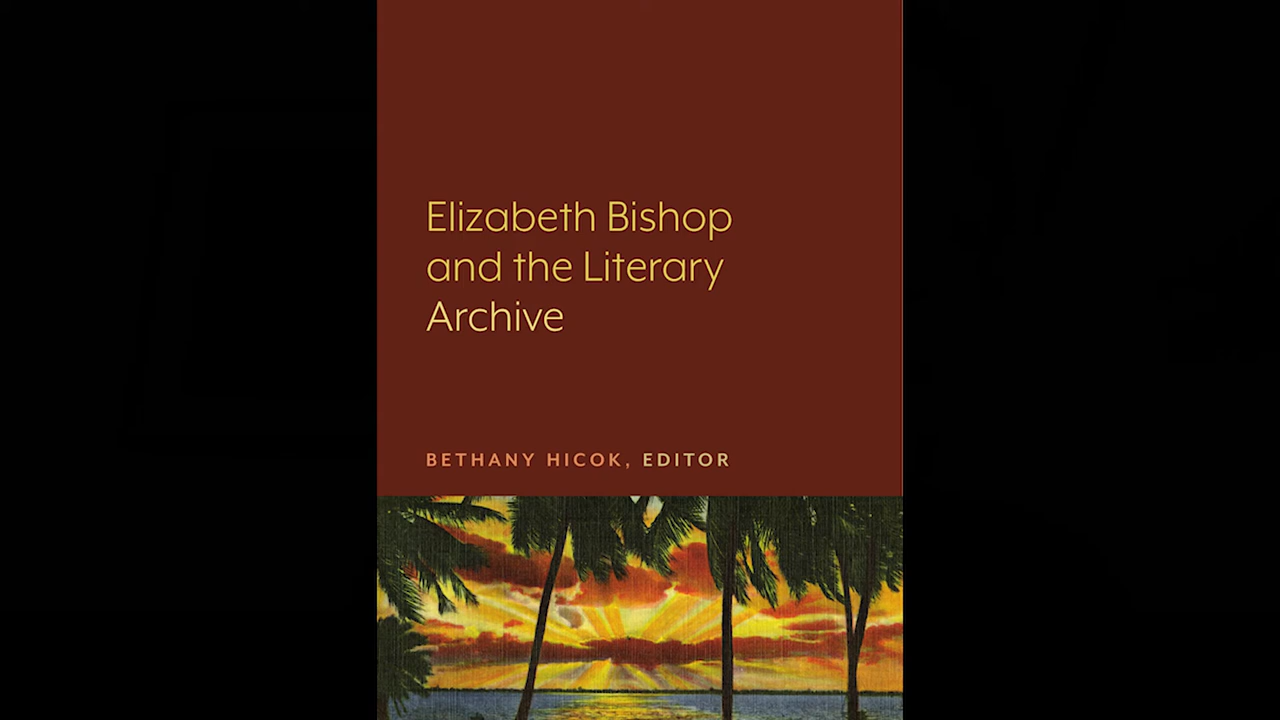 Elizabeth Bishop
and the Literary
Archive
BETHANY HICOK, EDITOR